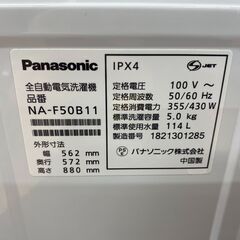 Panasonic
全自動電気洗濯機
品番
NA-F50B11
外形寸法
幅 562 mm
奥行 572 mm
高さ 880 mm
IPX4
JET
定格電圧 100 V～
定格周波数 50/60 Hz
定格消費電力 355/430 W
標準洗濯容量 5.0 kg
標準使用水量 114 L
製造番号 1821301285
パナソニック株式会社
中国製